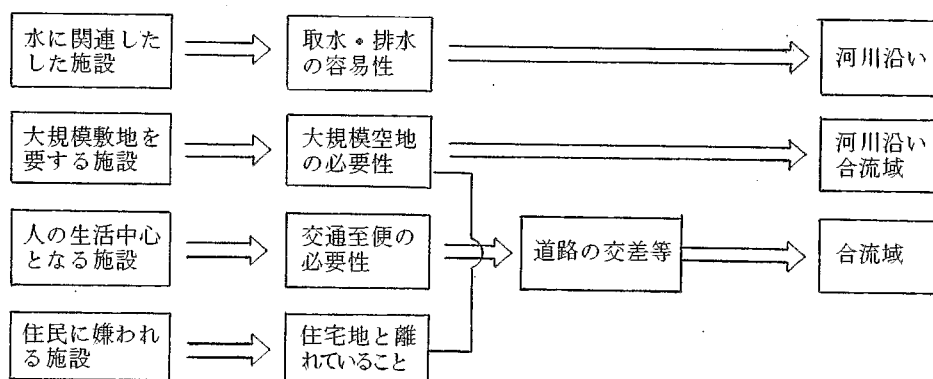 水に関連した
した施設
取水・排水
の容易性
河川沿い
大規模敷地を
要する施設
大規模空地
の必要性
河川沿い
合流域
人の生活中心
となる施設
交通至便の
必要性
道路の交差等
合流域
住民に嫌われ
る施設
住宅地と離
れていること